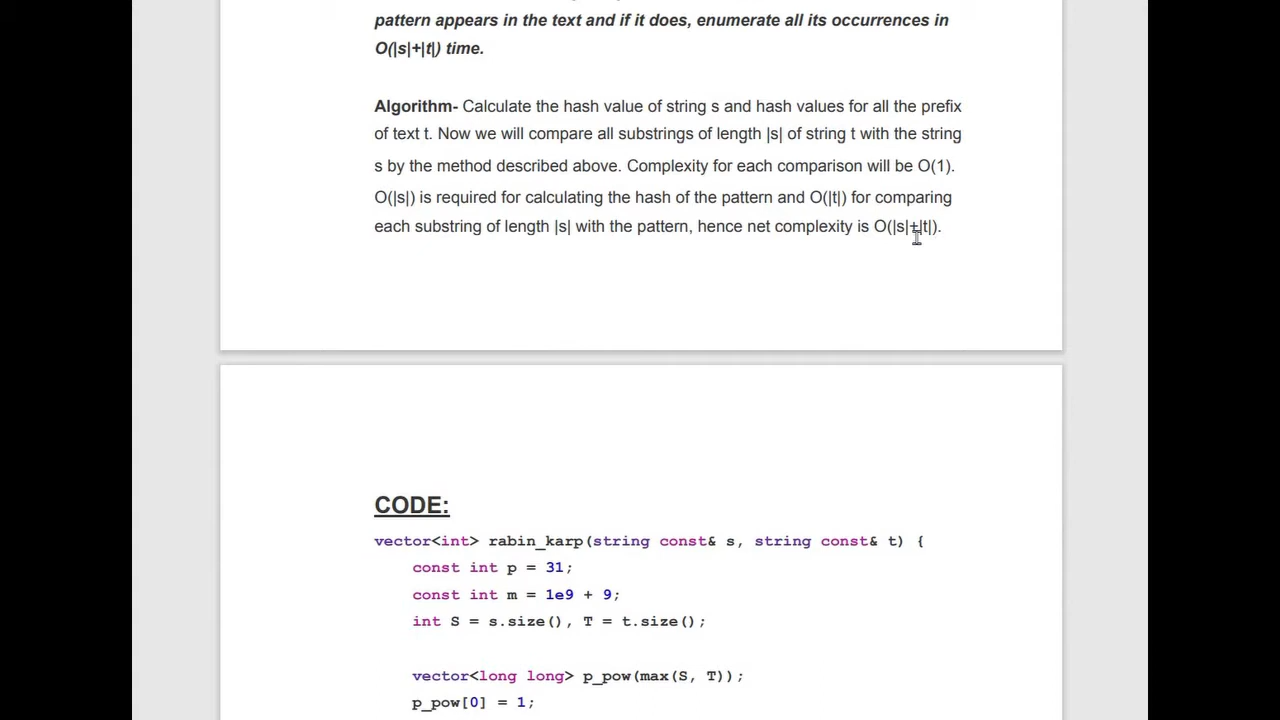 pattern appears in the text and if it does, enumerate all its occurrences in
O(|s|+|t|) time.
Algorithm- Calculate the hash value of string s and hash values for all the prefix
of text t. Now we will compare all substrings of length |s| of string t with the string
s by the method described above. Complexity for each comparison will be O(1).
O(|s|) is required for calculating the hash of the pattern and O(|t|) for comparing
each substring of length |s| with the pattern, hence net complexity is O(|s|+|t|).
CODE:
vector<int> rabin_karp(string const& s, string const& t) {
    const int p = 31;
    const int m = 1e9 + 9;
    int S = s.size(), T = t.size();
    vector<long long> p_pow(max(S, T));
    p_pow[0] = 1;